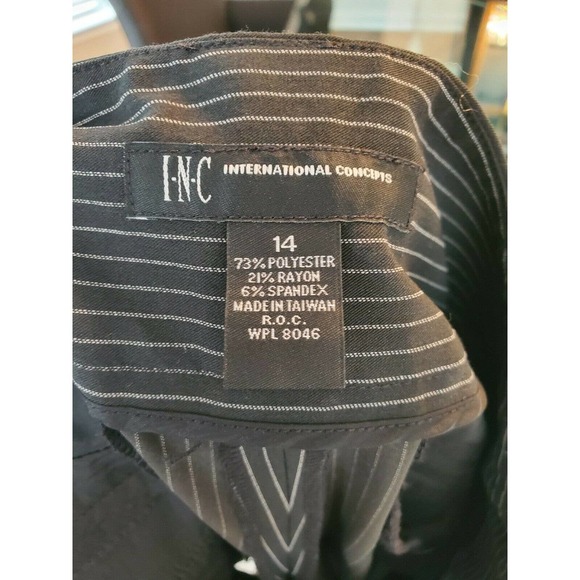 I·N·C INTERNATIONAL CONCEPTS
14
73% POLYESTER
21% RAYON
6% SPANDEX
MADE IN TAIWAN
R.O.C.
WPL 8046